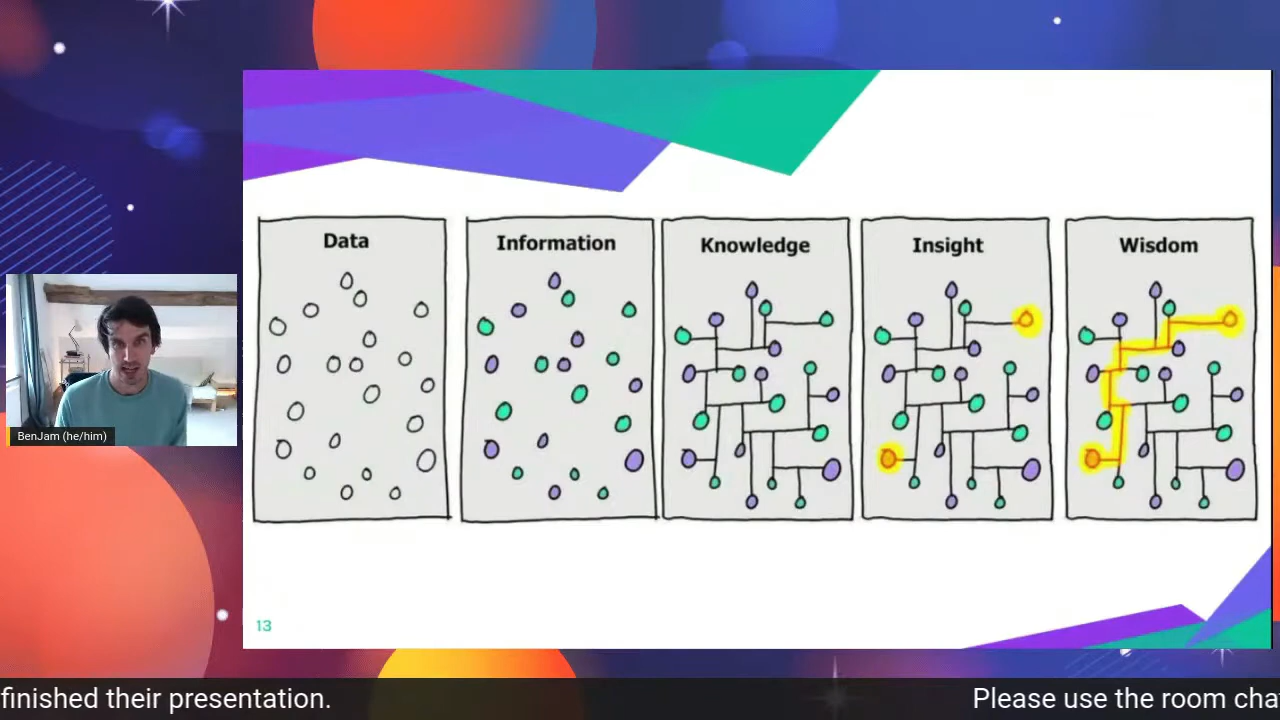 Data
Information
Knowledge
Insight
Wisdom
BenJam (he/him)
13
finished their presentation.
Please use the room cha